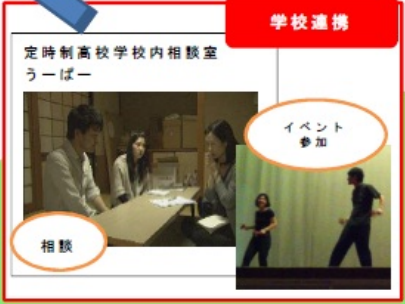 学校連携
定時制高校学校内相談室
うーぱー
イベント
参加
相談